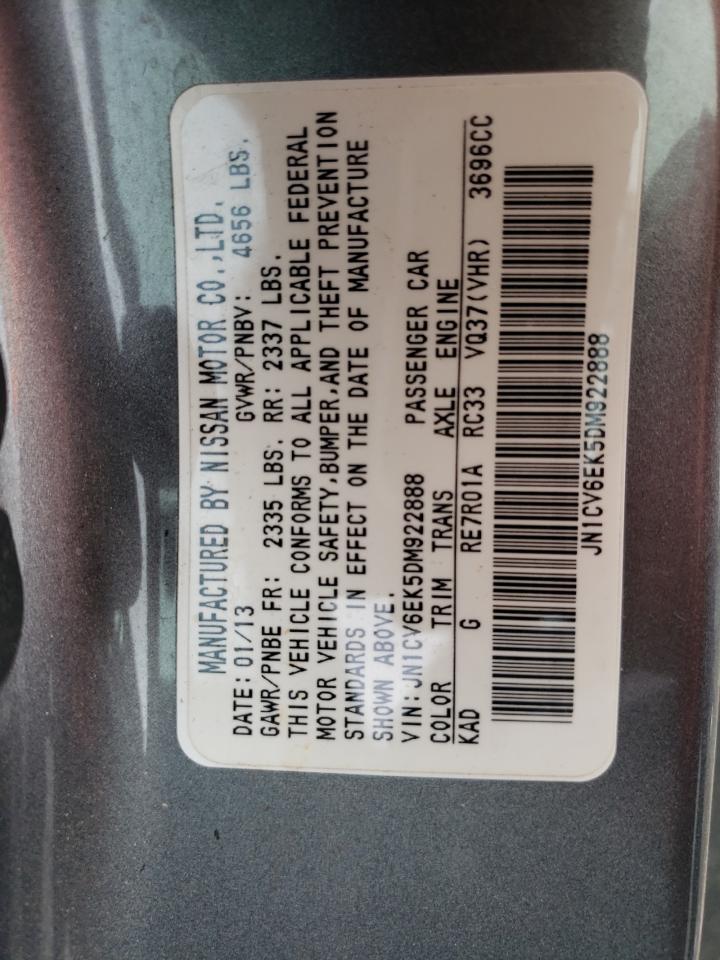 MANUFACTURED BY NISSAN MOTOR CO.,LTD.
DATE: 01/13 GVWR/PNBV: 4656 LBS.
GAWR/PNBE FR: 2335 LBS. RR: 2337 LBS.
THIS VEHICLE CONFORMS TO ALL APPLICABLE FEDERAL
MOTOR VEHICLE SAFETY,BUMPER,AND THEFT PREVENTION
STANDARDS IN EFFECT ON THE DATE OF MANUFACTURE
SHOWN ABOVE.
VIN: JN1CV6EK5DM922888 PASSENGER CAR
COLOR TRIM TRANS AXLE ENGINE
KAD G RE7R01A RC33 VQ37(VHR) 3696CC
JN1CV6EK5DM922888